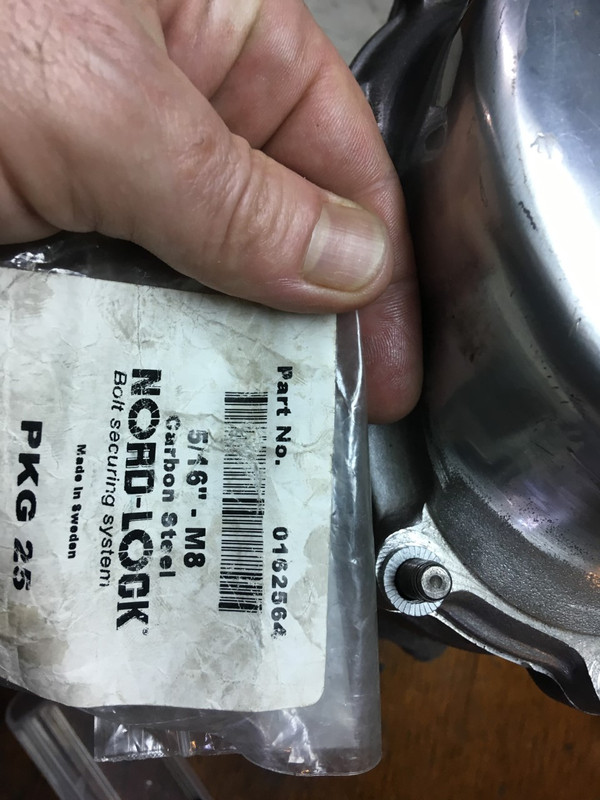 Part No. 0162564
5/16" - M8
Carbon Steel
NORD-LOCK®
Bolt securing system
Made in Sweden
PKG 25